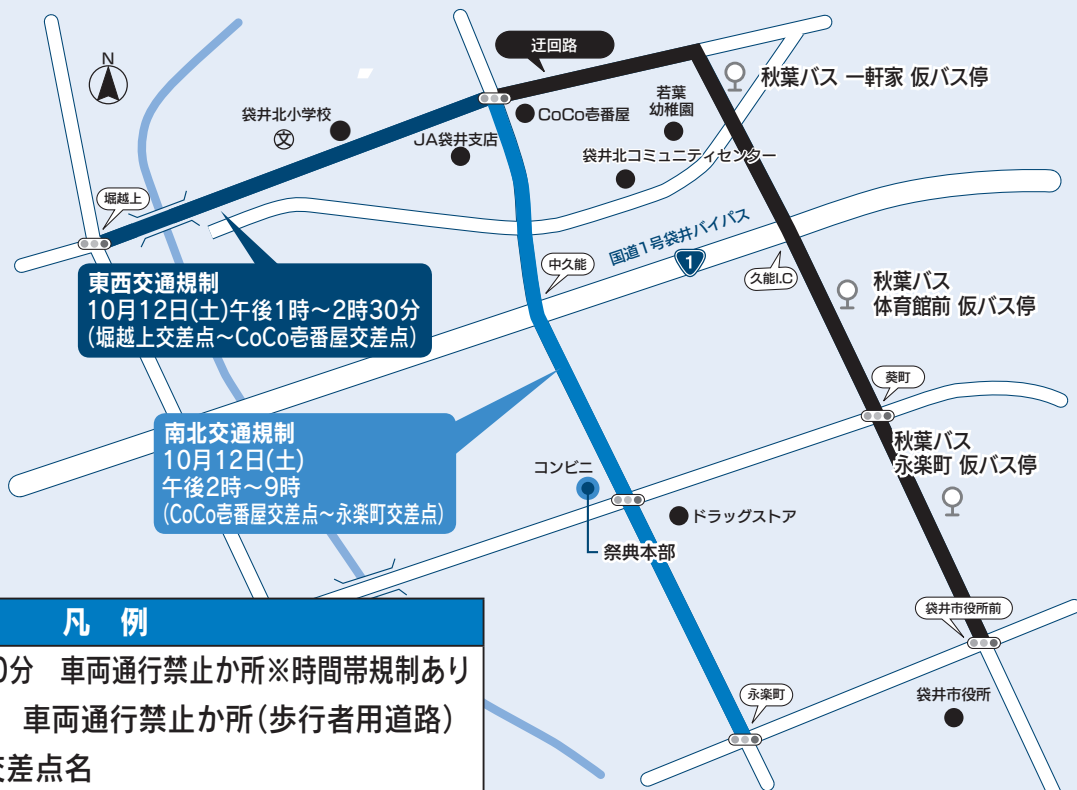 N
迂回路
秋葉バス 一軒家 仮バス停
袋井北小学校
文
CoCo壱番屋
若葉
幼稚園
JA袋井支店
袋井北コミュニティセンター
堀越上
国道1号袋井バイパス
1
中久能
久能I.C
東西交通規制
10月12日(土)午後1時～2時30分
(堀越上交差点～CoCo壱番屋交差点)
秋葉バス
体育館前 仮バス停
葵町
南北交通規制
10月12日(土)
午後2時～9時
(CoCo壱番屋交差点～永楽町交差点)
秋葉バス
永楽町 仮バス停
コンビニ
ドラッグストア
祭典本部
袋井市役所前
永楽町
袋井市役所
凡 例
0分 車両通行禁止か所※時間帯規制あり
車両通行禁止か所(歩行者用道路)
交差点名